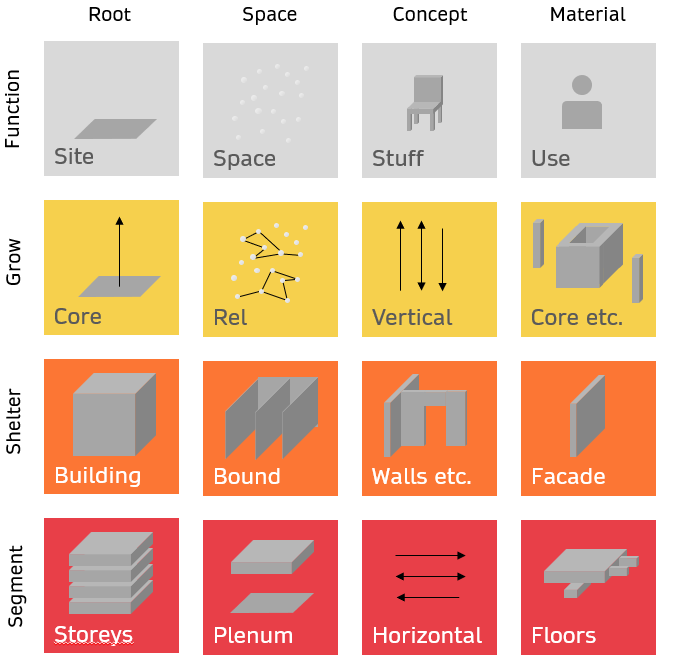 Root Space Concept Material
Function
Site Space Stuff Use
Grow
Core Rel Vertical Core etc.
Shelter
Building Bound Walls etc. Facade
Segment
Storeys Plenum Horizontal Floors